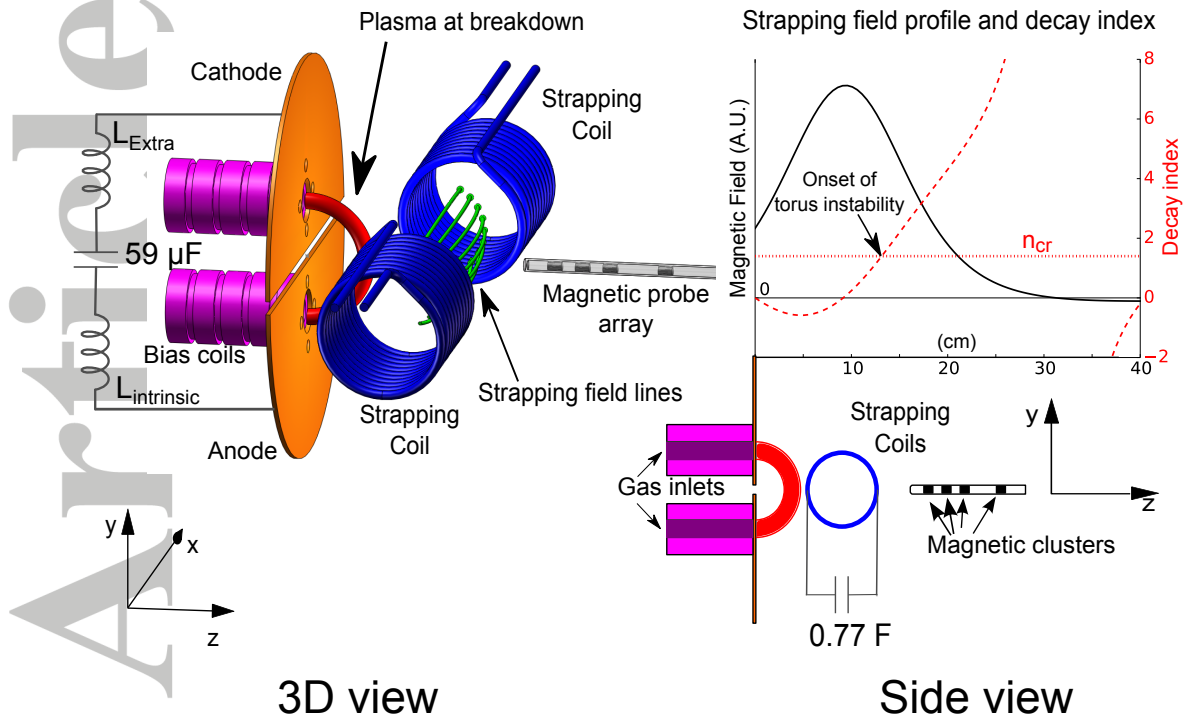 Article
Plasma at breakdown
Cathode
Strapping
Coil
L_Extra
59 µF
Bias coils
L_intrinsic
Magnetic probe
array
Strapping field lines
Strapping
Coil
Anode
y
x
z
3D view
Strapping field profile and decay index
Magnetic Field (A.U.)
Decay index
8
6
4
2
0
−2
Onset of
torus instability
n_cr
0
(cm)
10
20
30
40
Strapping
Coils
Gas inlets
y
z
Magnetic clusters
0.77 F
Side view